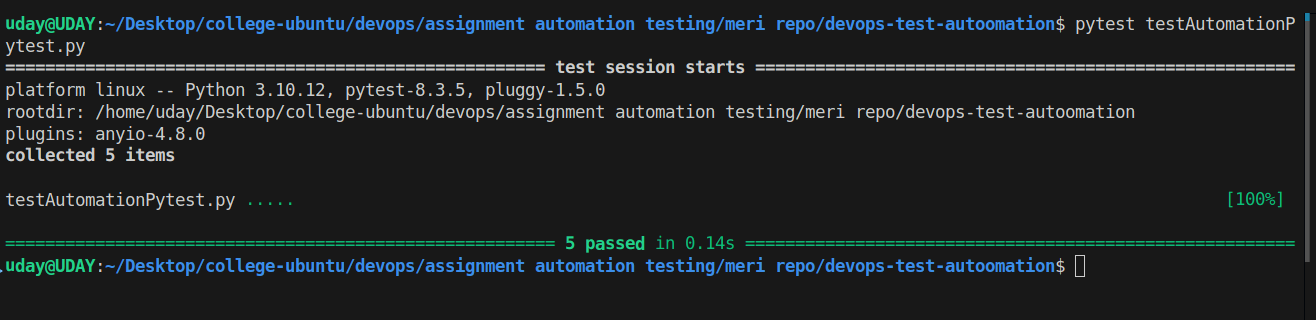 uday@UDAY:~/Desktop/college-ubuntu/devops/assignment automation testing/meri repo/devops-test-autoomation$ pytest testAutomationP
ytest.py
====================================================== test session starts ======================================================
platform linux -- Python 3.10.12, pytest-8.3.5, pluggy-1.5.0
rootdir: /home/uday/Desktop/college-ubuntu/devops/assignment automation testing/meri repo/devops-test-autoomation
plugins: anyio-4.8.0
collected 5 items
testAutomationPytest.py ..... [100%]
======================================================= 5 passed in 0.14s =======================================================
uday@UDAY:~/Desktop/college-ubuntu/devops/assignment automation testing/meri repo/devops-test-autoomation$